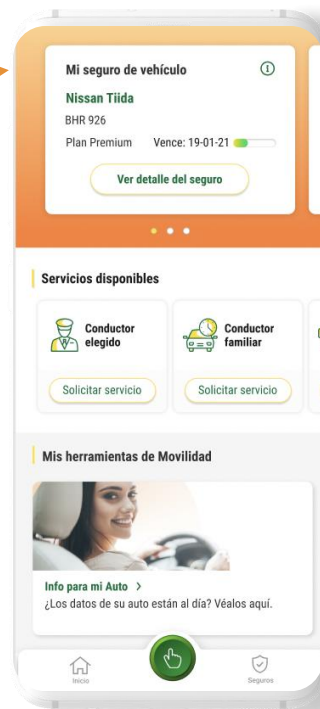 Mi seguro de vehículo
Nissan Tiida
BHR 926
Plan Premium Vence: 19-01-21
Ver detalle del seguro
Servicios disponibles
Conductor
elegido
Conductor
familiar
Solicitar servicio
Solicitar servicio
Mis herramientas de Movilidad
Info para mi Auto >
¿Los datos de su auto están al día? Véalos aquí.
Inicio
Seguros